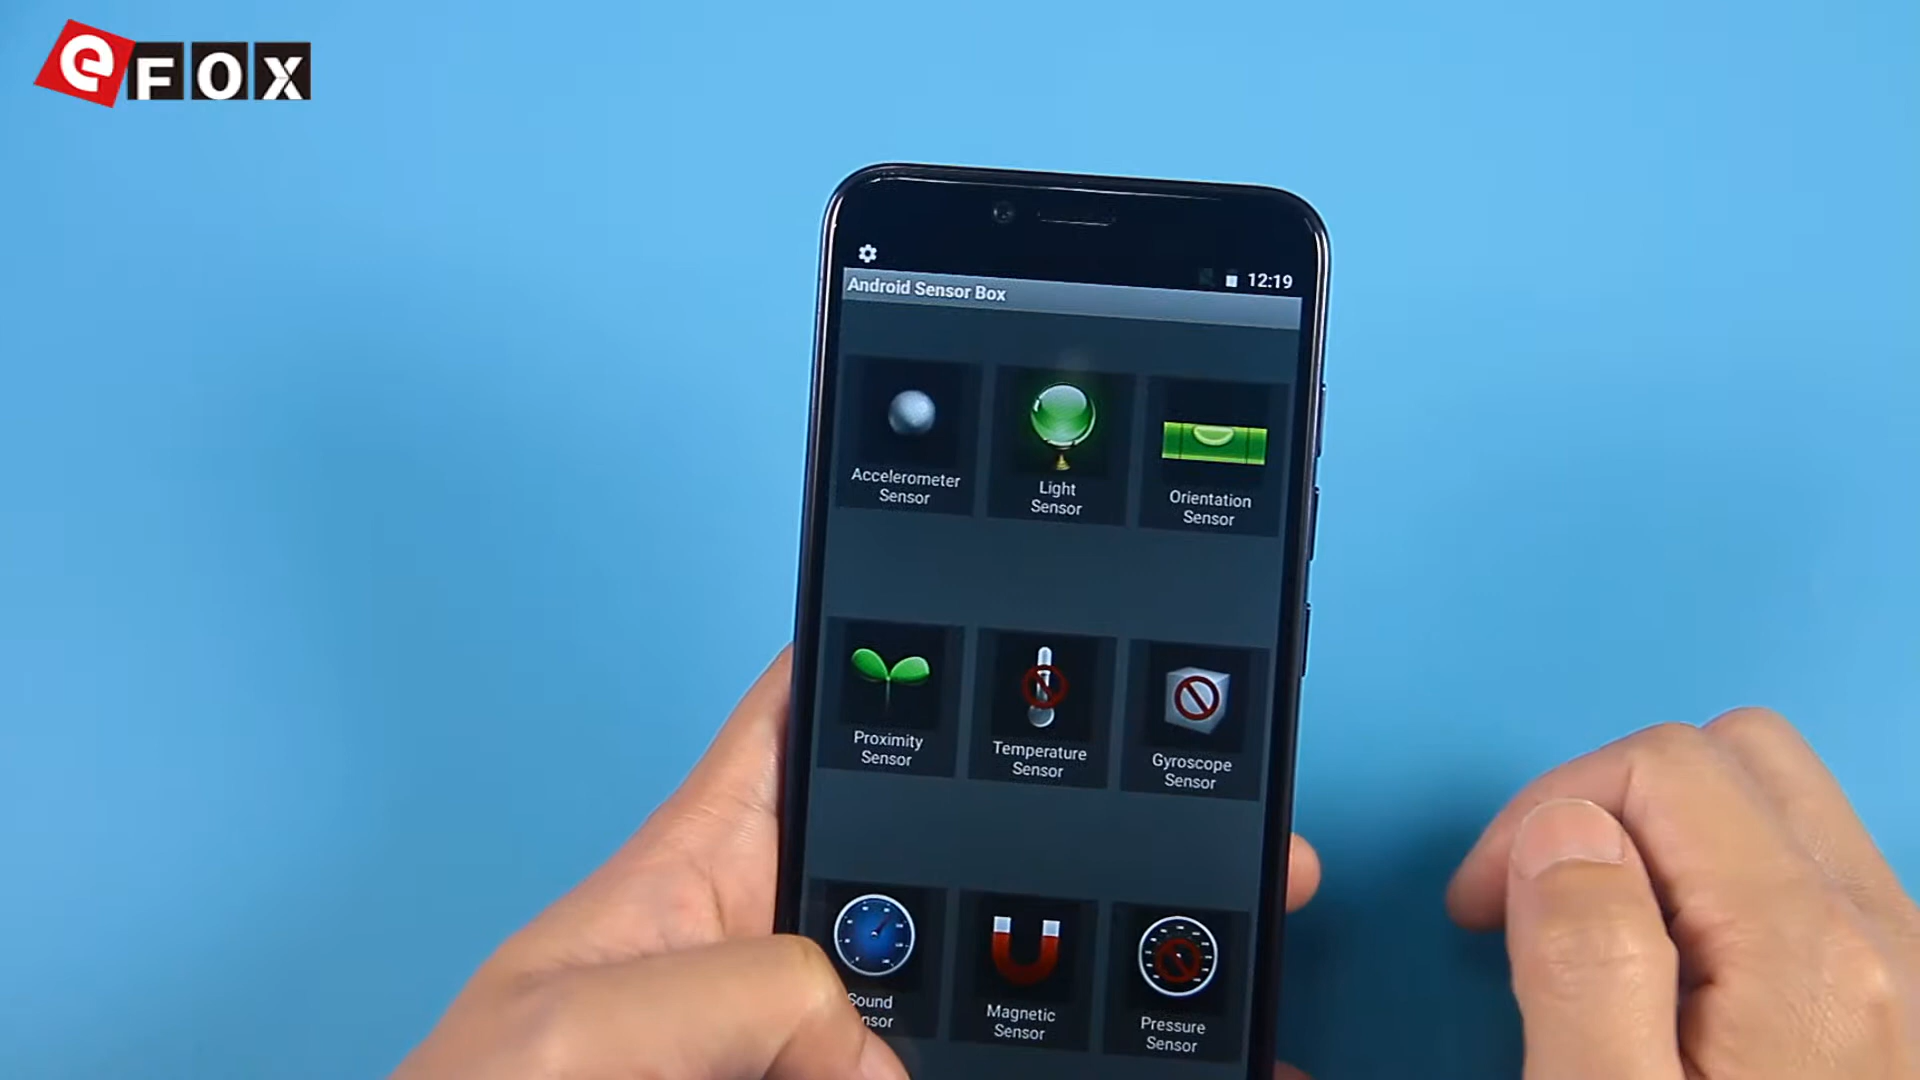 eFOX
12:19
Android Sensor Box
Accelerometer
Sensor
Light
Sensor
Orientation
Sensor
Proximity
Sensor
Temperature
Sensor
Gyroscope
Sensor
Sound
nsor
Magnetic
Sensor
Pressure
Sensor